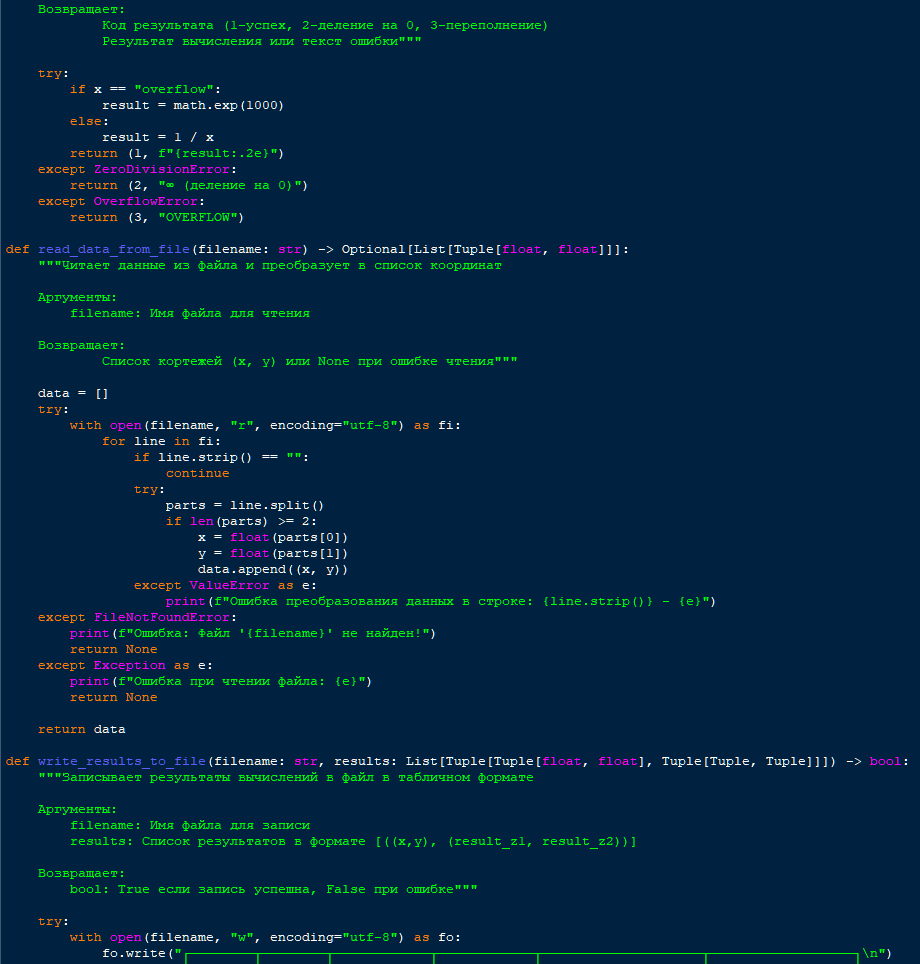 Возвращает:
            Код результата (1-успех, 2-деление на 0, 3-переполнение)
            Результат вычисления или текст ошибки"""

    try:
        if x == "overflow":
            result = math.exp(1000)
        else:
            result = 1 / x
        return (1, f"{result:.2e}")
    except ZeroDivisionError:
        return (2, "∞ (деление на 0)")
    except OverflowError:
        return (3, "OVERFLOW")

def read_data_from_file(filename: str) -> Optional[List[Tuple[float, float]]]:
    """Читает данные из файла и преобразует в список координат

    Аргументы:
        filename: Имя файла для чтения

    Возвращает:
            Список кортежей (x, y) или None при ошибке чтения"""

    data = []
    try:
        with open(filename, "r", encoding="utf-8") as fi:
            for line in fi:
                if line.strip() == "":
                    continue
                try:
                    parts = line.split()
                    if len(parts) >= 2:
                        x = float(parts[0])
                        y = float(parts[1])
                        data.append((x, y))
                except ValueError as e:
                    print(f"Ошибка преобразования данных в строке: {line.strip()} - {e}")
    except FileNotFoundError:
        print(f"Ошибка: Файл '{filename}' не найден!")
        return None
    except Exception as e:
        print(f"Ошибка при чтении файла: {e}")
        return None

    return data

def write_results_to_file(filename: str, results: List[Tuple[Tuple[float, float], Tuple[Tuple, Tuple]]]) -> bool:
    """Записывает результаты вычислений в файл в табличном формате

    Аргументы:
        filename: Имя файла для записи
        results: Список результатов в формате [((x,y), (result_z1, result_z2))]

    Возвращает:
        bool: True если запись успешна, False при ошибке"""

    try:
        with open(filename, "w", encoding="utf-8") as fo:
            fo.write("┌────────┬────────┬────────────┬────────────┬────────────────────┬──────────────────┐\n")